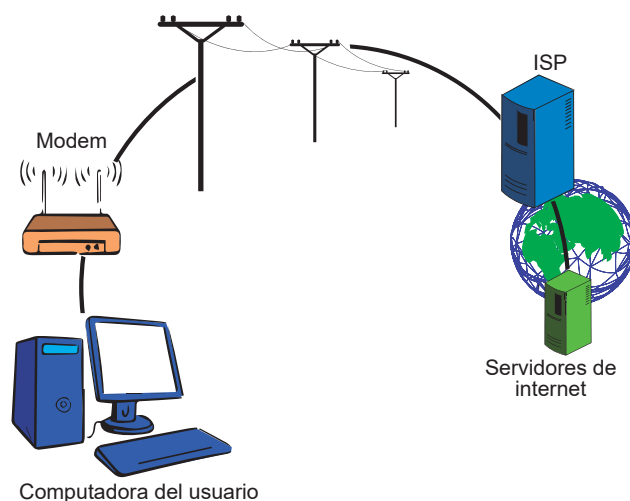 ISP
Modem
Servidores de
internet
Computadora del usuario